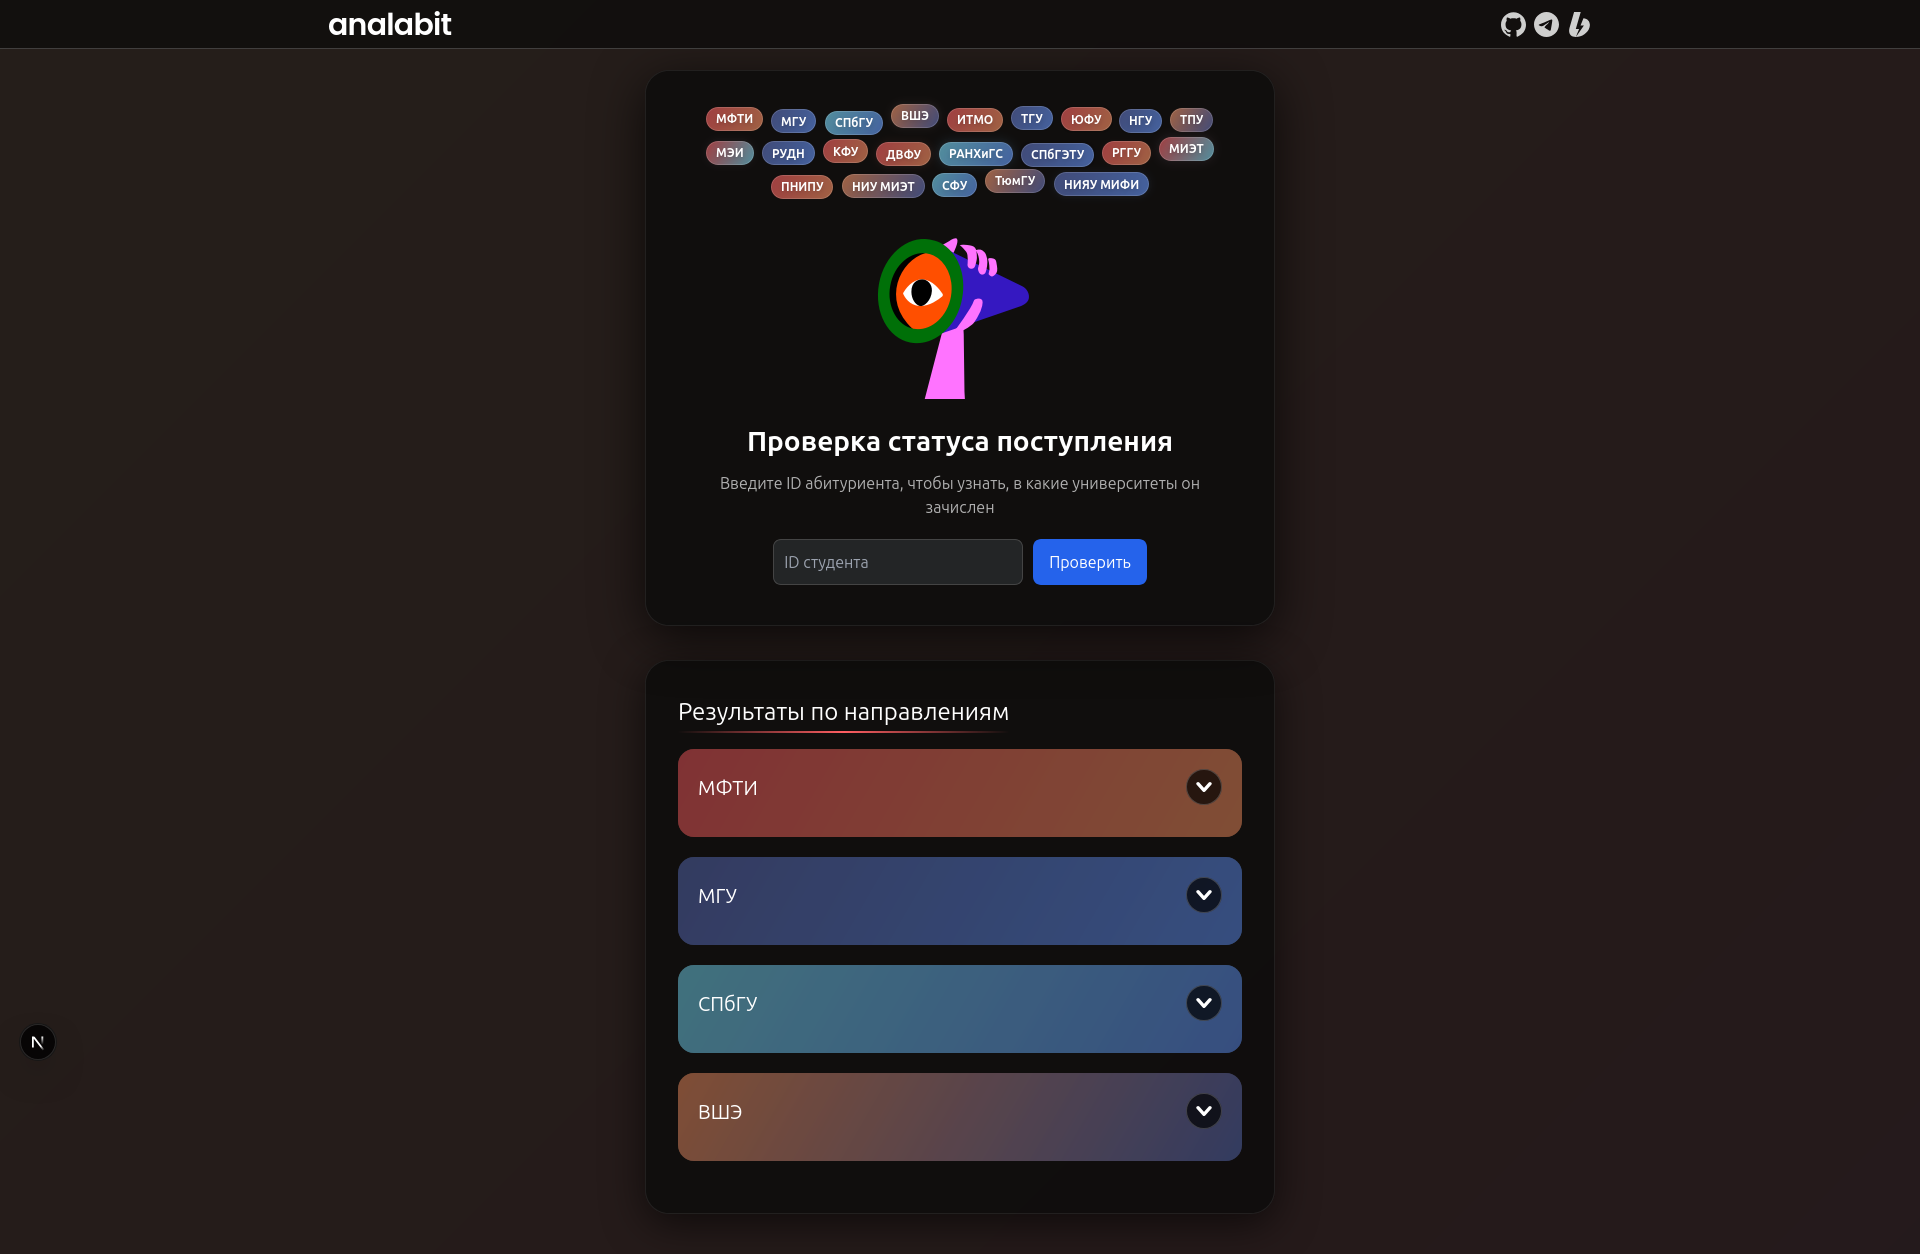 analabit
МФТИ МГУ СПбГУ ВШЭ ИТМО ТГУ ЮФУ НГУ ТПУ
МЭИ РУДН КФУ ДВФУ РАНХиГС СПбГЭТУ РГГУ МИЭТ
ПНИПУ НИУ МИЭТ СФУ ТюмГУ НИЯУ МИФИ
Проверка статуса поступления
Введите ID абитуриента, чтобы узнать, в какие университеты он
зачислен
ID студента Проверить
Результаты по направлениям
МФТИ
МГУ
СПбГУ
N
ВШЭ